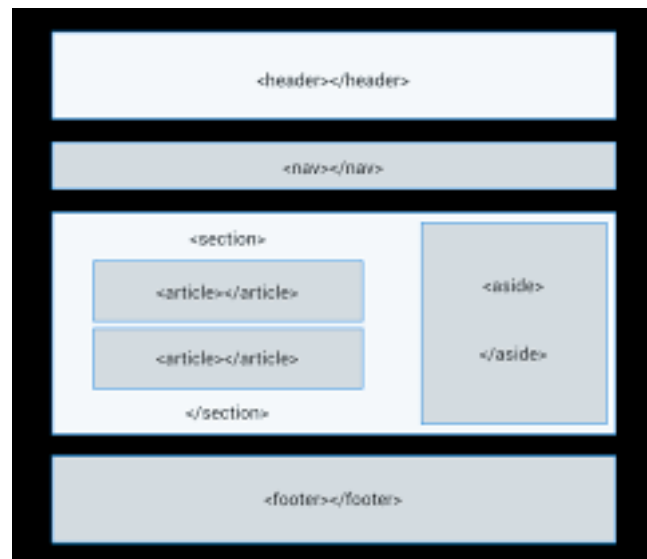 <header></header>
<nav></nav>
<section>
<article></article>
<article></article>
</section>
<aside>
</aside>
<footer></footer>